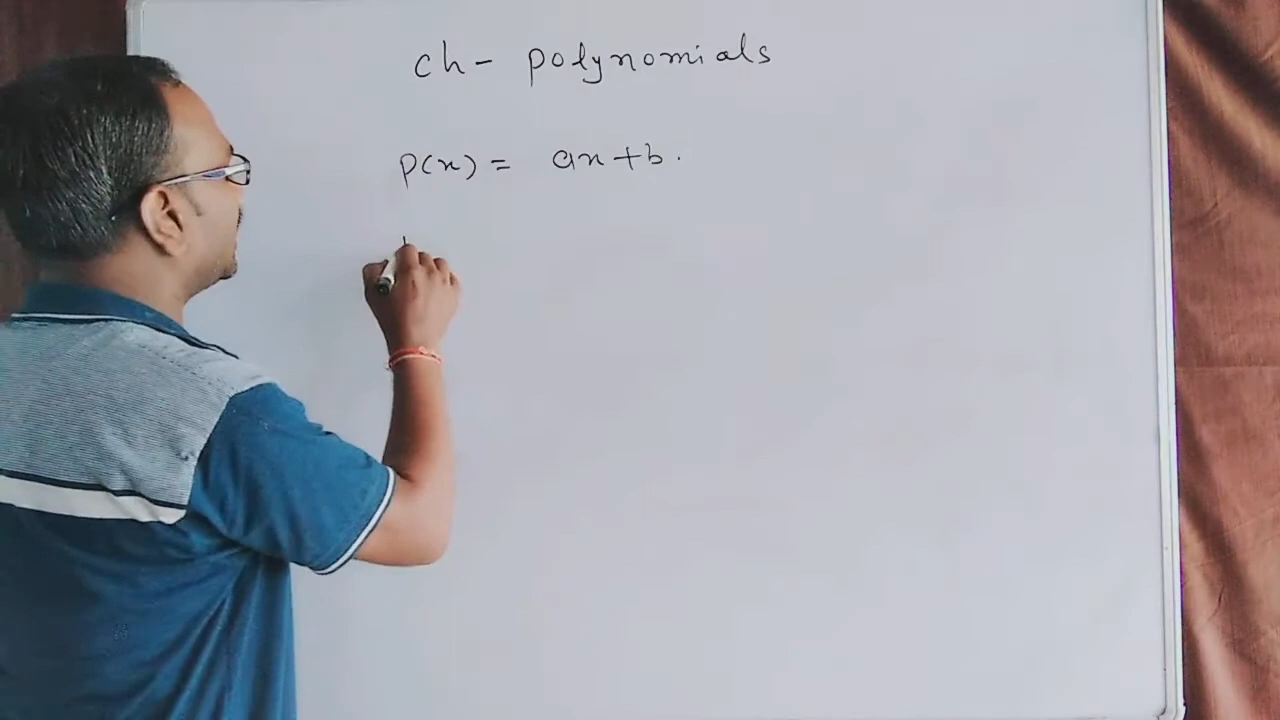 ch- polynomials
p(x) = ax+b.